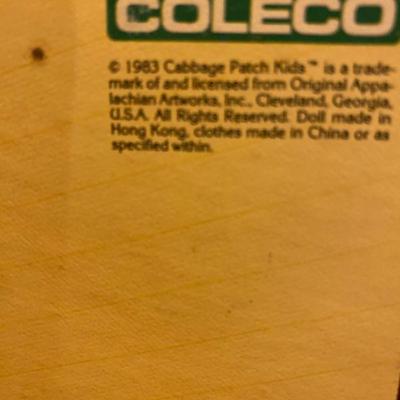 COLECO
© 1983 Cabbage Patch Kids™ is a trade-
mark of and licensed from Original Appa-
lachian Artworks, Inc., Cleveland, Georgia,
U.S.A. All Rights Reserved. Doll made in
Hong Kong, clothes made in China or as
specified within.